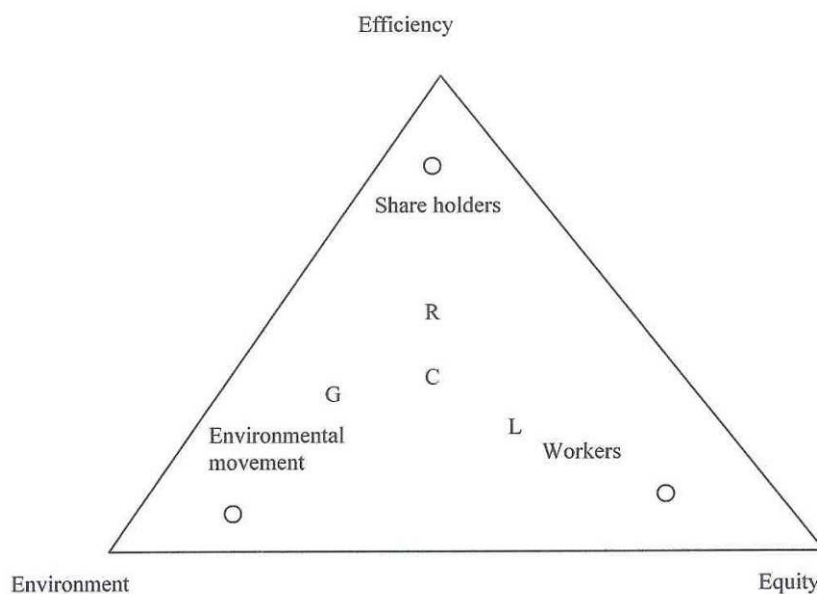 Efficiency
Share holders
R
C
G
L
Environmental
movement
Workers
Environment
Equity